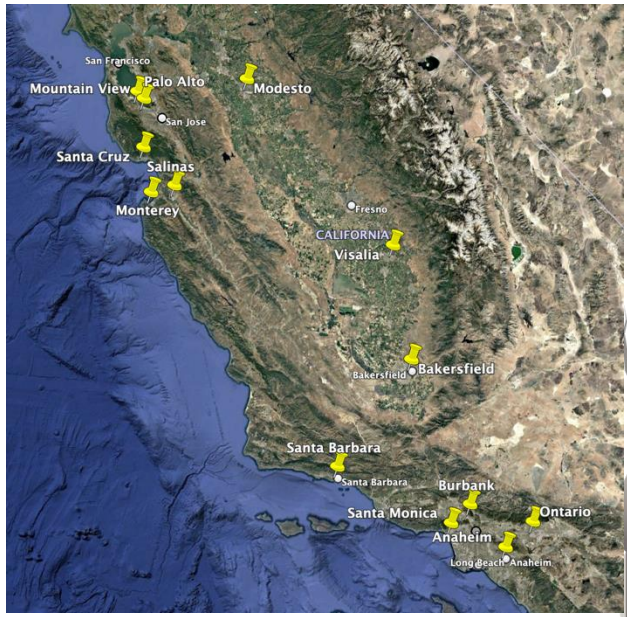 San Francisco
Mountain View
Palo Alto
Modesto
San Jose
Santa Cruz
Salinas
Monterey
Fresno
CALIFORNIA
Visalia
Bakersfield
Bakersfield
Santa Barbara
Santa Barbara
Burbank
Santa Monica
Ontario
Anaheim
Long Beach
Anaheim